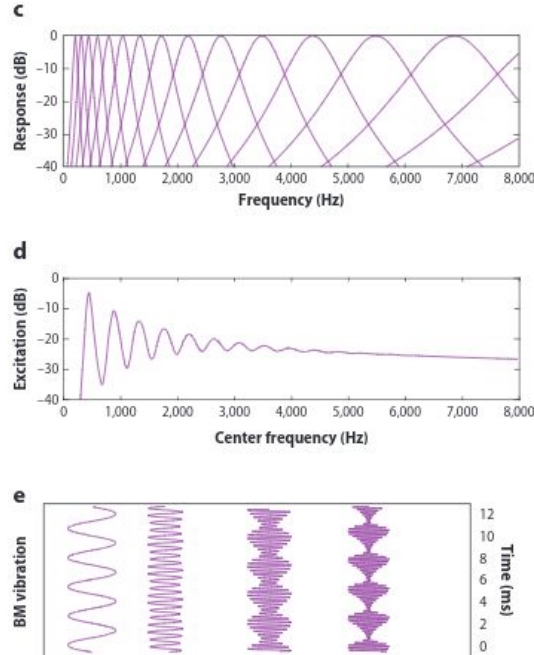 c
Response (dB)
0
−10
−20
−30
−40
0 1,000 2,000 3,000 4,000 5,000 6,000 7,000 8,000
Frequency (Hz)
d
Excitation (dB)
0
−10
−20
−30
−40
0 1,000 2,000 3,000 4,000 5,000 6,000 7,000 8,000
Center frequency (Hz)
e
BM vibration
12
10
8
6
4
2
0
Time (ms)